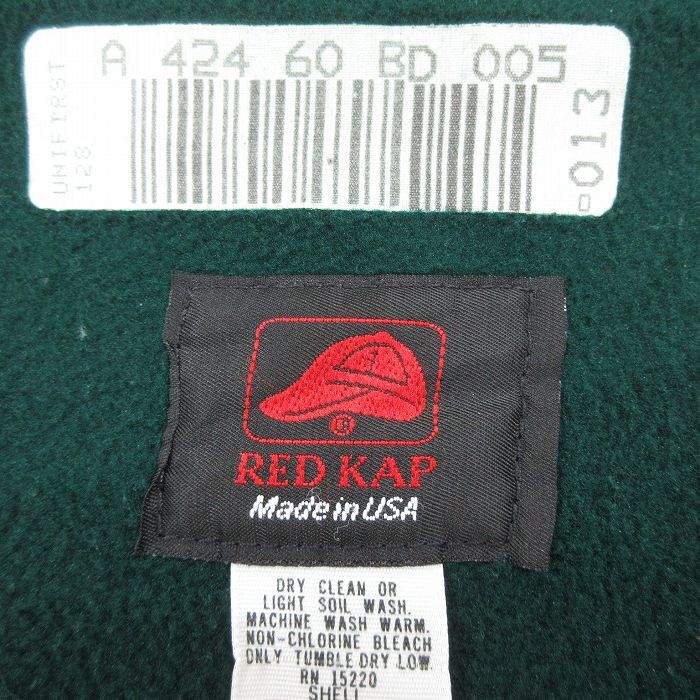 A 424 60 BD 005
UNIFIRST
128
013
®
RED KAP
Made in USA
DRY CLEAN OR
LIGHT SOIL WASH.
MACHINE WASH WARM.
NON-CHLORINE BLEACH
ONLY TUMBLE DRY LOW.
RN 15220
SHELL